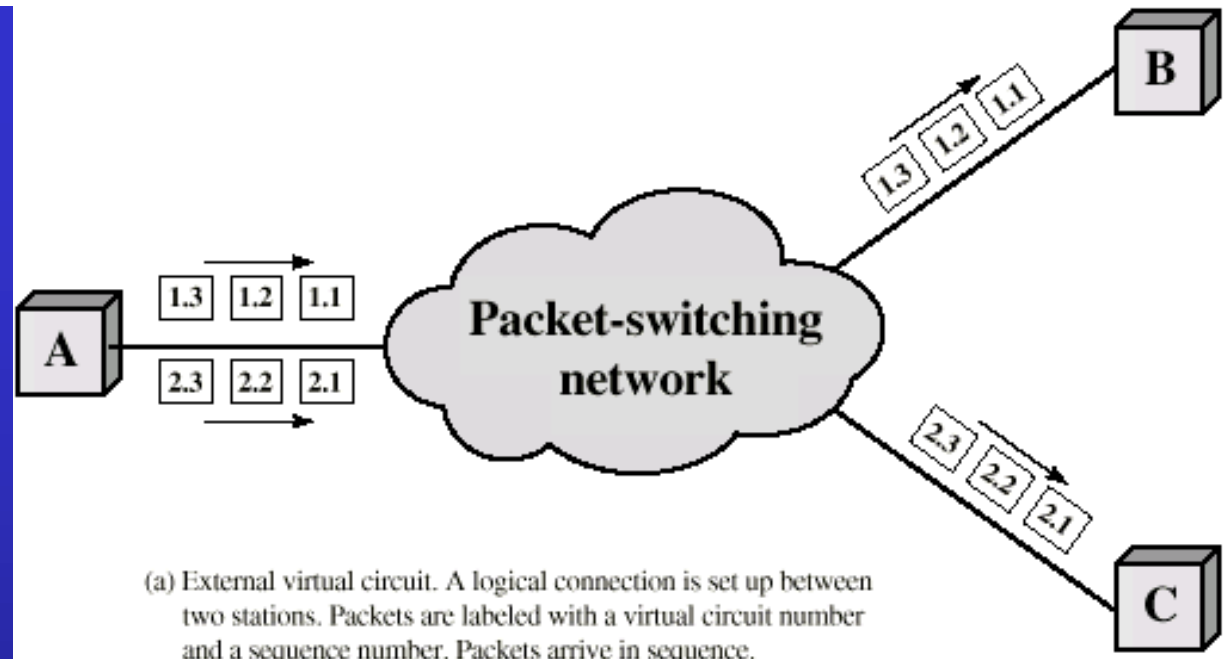 B
1.3 1.2 1.1
1.3 1.2 1.1
A
Packet-switching
network
2.3 2.2 2.1
2.3 2.2 2.1
C
(a) External virtual circuit. A logical connection is set up between
two stations. Packets are labeled with a virtual circuit number
and a sequence number. Packets arrive in sequence.